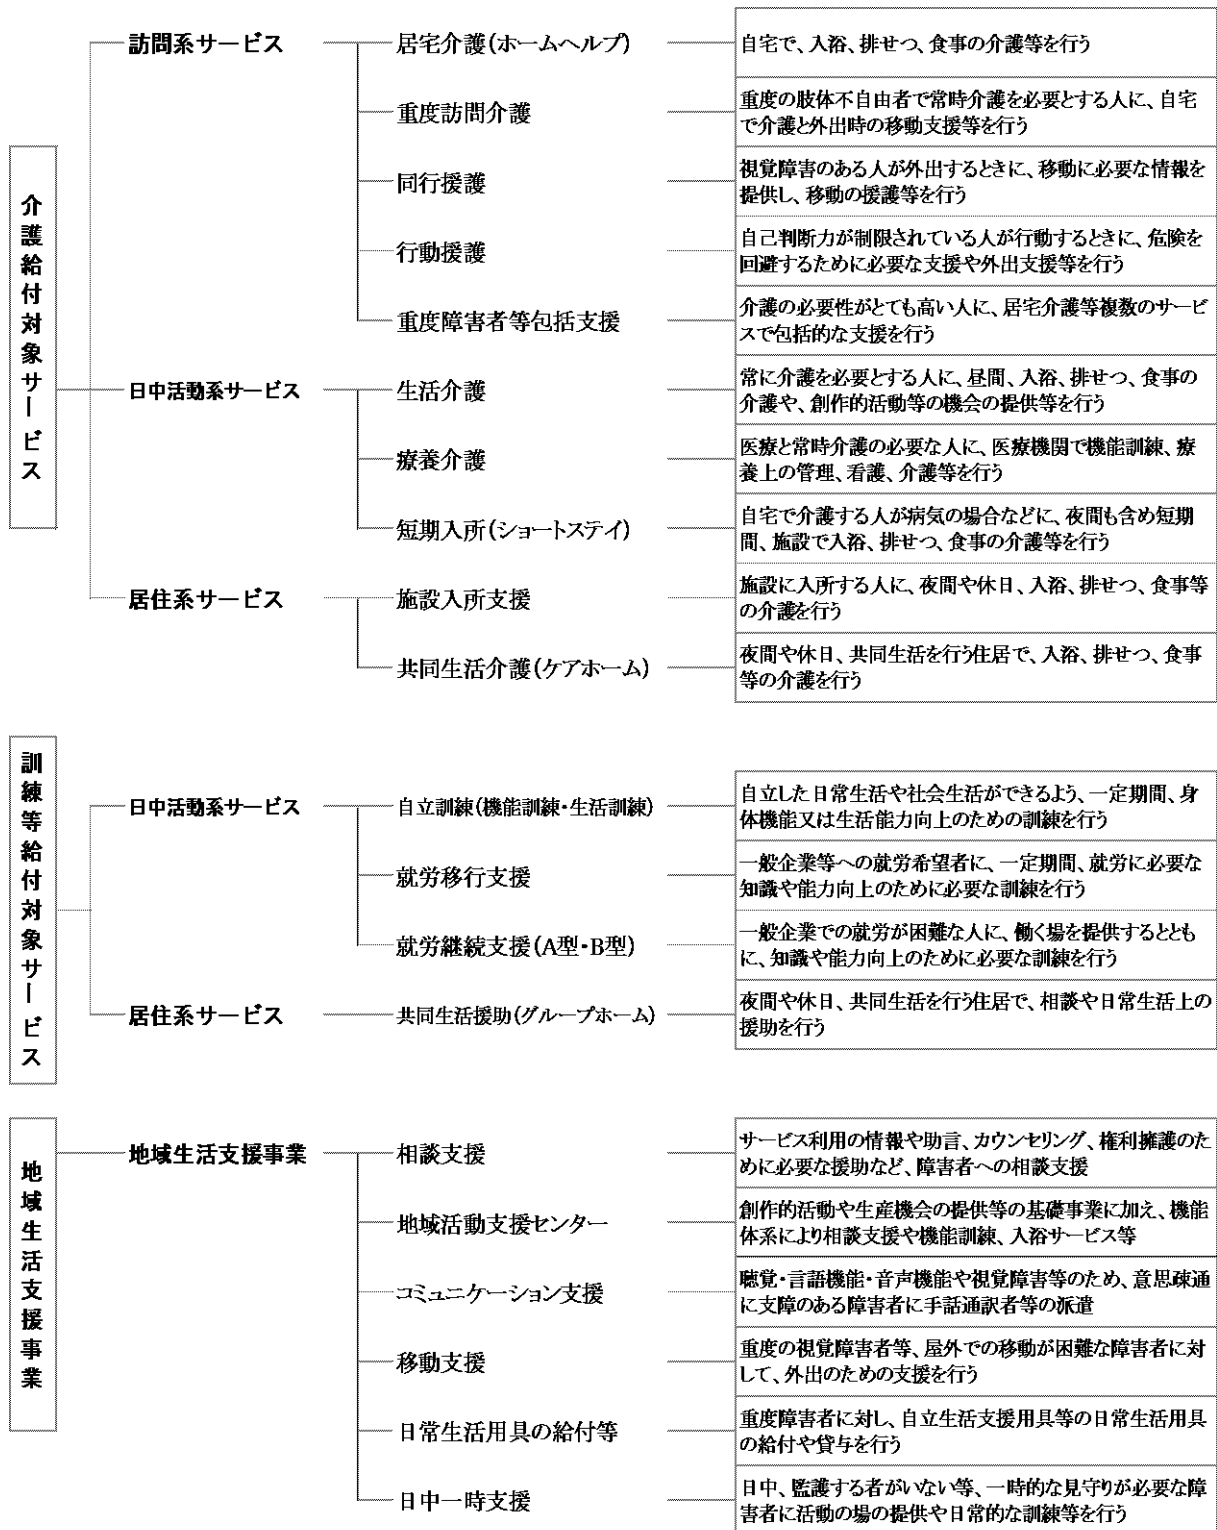 介護給付対象サービス
訪問系サービス
居宅介護(ホームヘルプ)
自宅で、入浴、排せつ、食事の介護等を行う
重度訪問介護
重度の肢体不自由者で常時介護を必要とする人に、自宅
で介護と外出時の移動支援等を行う
同行援護
視覚障害のある人が外出するときに、移動に必要な情報を
提供し、移動の援護等を行う
行動援護
自己判断力が制限されている人が行動するときに、危険を
回避するために必要な支援や外出支援等を行う
重度障害者等包括支援
介護の必要性がとても高い人に、居宅介護等複数のサービ
スで包括的な支援を行う
日中活動系サービス
生活介護
常に介護を必要とする人に、昼間、入浴、排せつ、食事の
介護や、創作的活動等の機会の提供等を行う
療養介護
医療と常時介護の必要な人に、医療機関で機能訓練、療
養上の管理、看護、介護等を行う
短期入所(ショートステイ)
自宅で介護する人が病気の場合などに、夜間も含め短期
間、施設で入浴、排せつ、食事の介護等を行う
居住系サービス
施設入所支援
施設に入所する人に、夜間や休日、入浴、排せつ、食事等
の介護を行う
共同生活介護(ケアホーム)
夜間や休日、共同生活を行う住居で、入浴、排せつ、食事
等の介護を行う
訓練等給付対象サービス
日中活動系サービス
自立訓練(機能訓練・生活訓練)
自立した日常生活や社会生活ができるよう、一定期間、身
体機能又は生活能力向上のための訓練を行う
就労移行支援
一般企業等への就労希望者に、一定期間、就労に必要な
知識や能力向上のために必要な訓練を行う
就労継続支援(A型・B型)
一般企業での就労が困難な人に、働く場を提供するととも
に、知識や能力向上のために必要な訓練を行う
居住系サービス
共同生活援助(グループホーム)
夜間や休日、共同生活を行う住居で、相談や日常生活上の
援助を行う
地域生活支援事業
地域生活支援事業
相談支援
サービス利用の情報や助言、カウンセリング、権利擁護のた
めに必要な援助など、障害者への相談支援
地域活動支援センター
創作的活動や生産機会の提供等の基礎事業に加え、機能
体系により相談支援や機能訓練、入浴サービス等
コミュニケーション支援
聴覚・言語機能・音声機能や視覚障害等のため、意思疎通
に支障のある障害者に手話通訳者等の派遣
移動支援
重度の視覚障害者等、屋外での移動が困難な障害者に対
して、外出のための支援を行う
日常生活用具の給付等
重度障害者に対し、自立生活支援用具等の日常生活用具
の給付や貸与を行う
日中一時支援
日中、監護する者がいない等、一時的な見守りが必要な障
害者に活動の場の提供や日常的な訓練等を行う